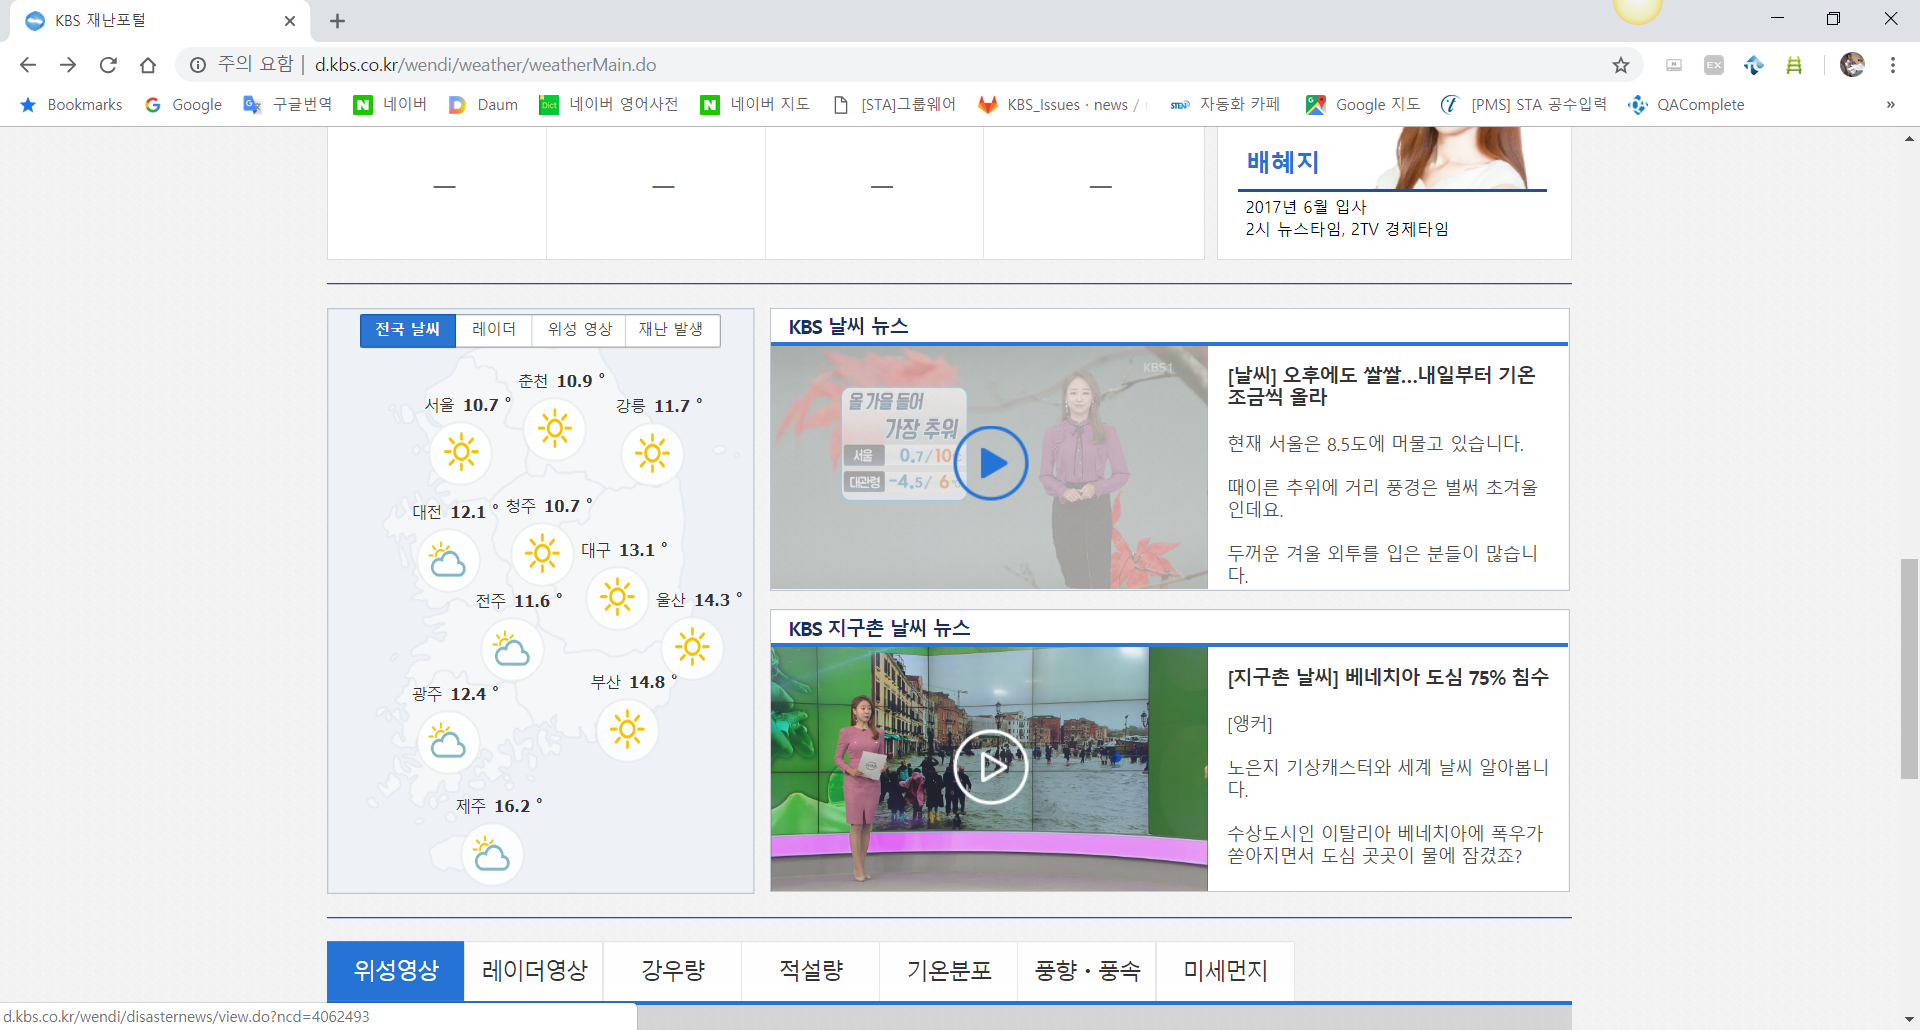 KBS 재난포털
주의 요함 | d.kbs.co.kr/wendi/weather/weatherMain.do
Bookmarks Google 구글번역 네이버 Daum 네이버 영어사전 네이버 지도 [STA]그룹웨어 KBS_Issues · news / 자동화 카페 Google 지도 [PMS] STA 공수입력 QAComplete »
— — — —
배혜지
2017년 6월 입사
2시 뉴스타임, 2TV 경제타임
전국 날씨 레이더 위성 영상 재난 발생
춘천 10.9 °
서울 10.7 °
강릉 11.7 °
대전 12.1 °
청주 10.7 °
대구 13.1 °
전주 11.6 °
울산 14.3 °
부산 14.8 °
광주 12.4 °
제주 16.2 °
KBS 날씨 뉴스
KBS1
올 가을 들어
가장 추위
서울 0.7/10
대관령 -4.5/ 6
[날씨] 오후에도 쌀쌀…내일부터 기온
조금씩 올라
현재 서울은 8.5도에 머물고 있습니다.
때이른 추위에 거리 풍경은 벌써 초겨울
인데요.
두꺼운 겨울 외투를 입은 분들이 많습니
다.
KBS 지구촌 날씨 뉴스
[지구촌 날씨] 베네치아 도심 75% 침수
[앵커]
노은지 기상캐스터와 세계 날씨 알아봅니
다.
수상도시인 이탈리아 베네치아에 폭우가
쏟아지면서 도심 곳곳이 물에 잠겼죠?
위성영상 레이더영상 강우량 적설량 기온분포 풍향·풍속 미세먼지
d.kbs.co.kr/wendi/disasternews/view.do?ncd=4062493